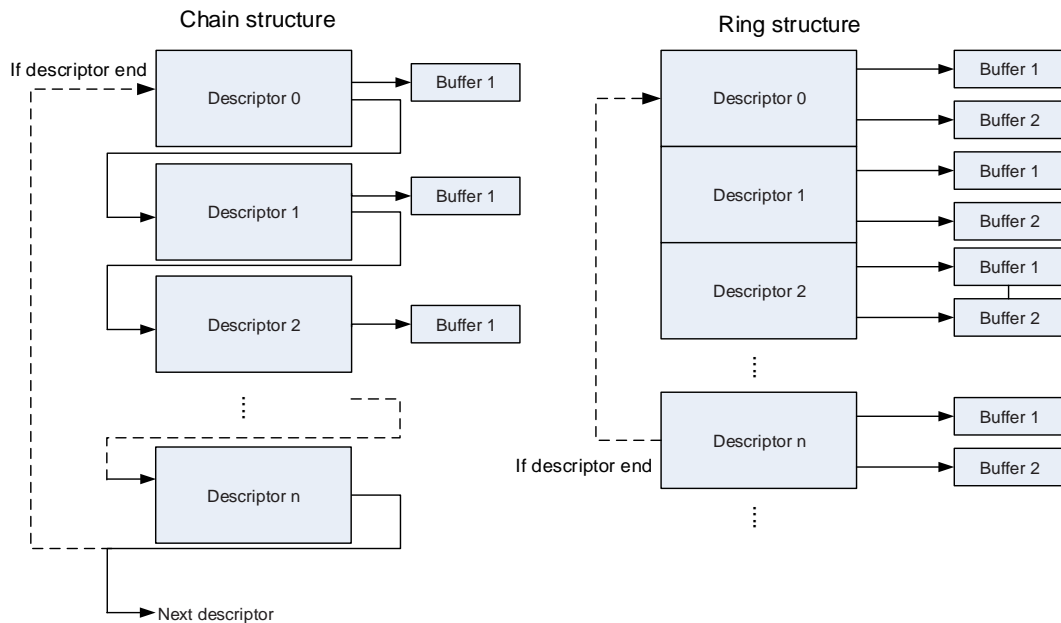 Chain structure
If descriptor end
Descriptor 0
Buffer 1
Descriptor 1
Buffer 1
Descriptor 2
Buffer 1
Descriptor n
Next descriptor
Ring structure
Descriptor 0
Buffer 1
Buffer 2
Descriptor 1
Buffer 1
Buffer 2
Descriptor 2
Buffer 1
Buffer 2
Descriptor n
Buffer 1
Buffer 2
If descriptor end